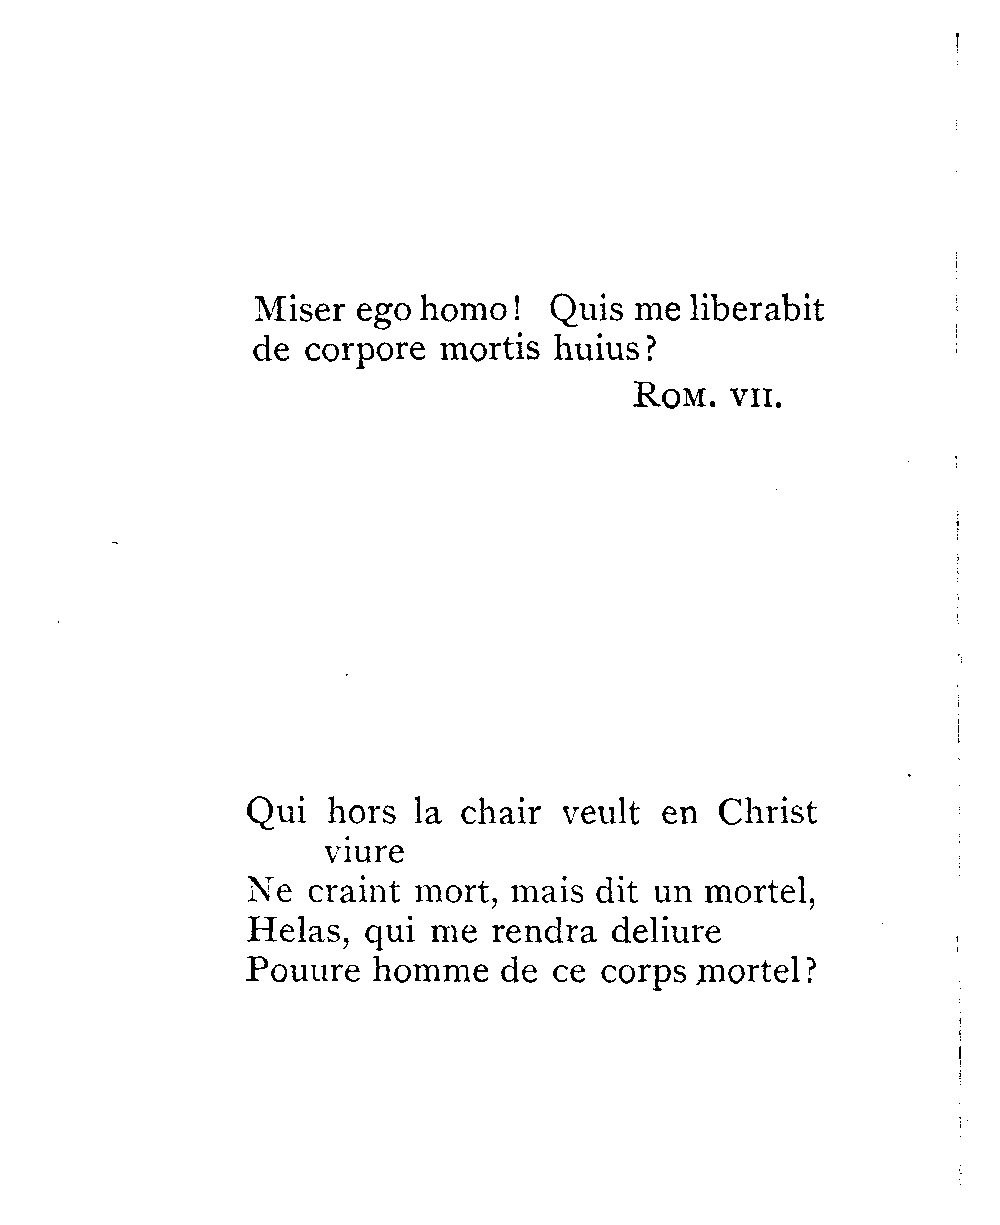 Miser ego homo! Quis me liberabit
de corpore mortis huius?
ROM. VII.
Qui hors la chair veult en Christ
viure
Ne craint mort, mais dit un mortel,
Helas, qui me rendra deliure
Pouure homme de ce corps mortel?